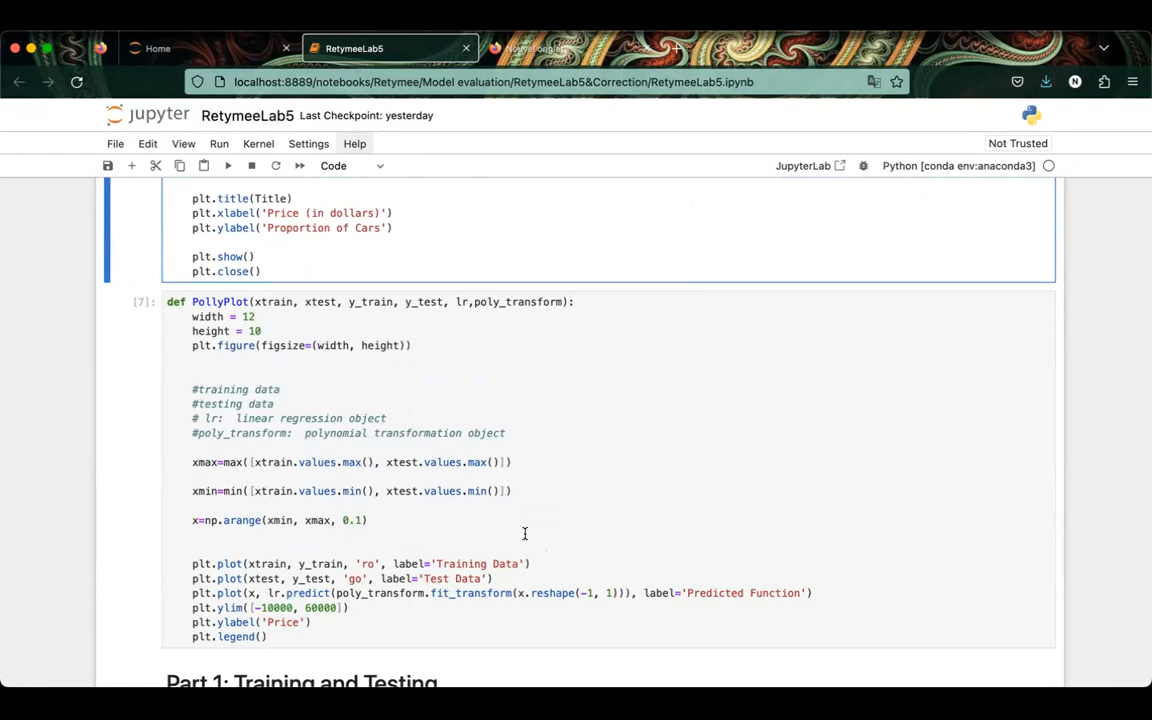 Home
RetymeeLab5
Nouvel onglet
localhost:8889/notebooks/Retymee/Model evaluation/RetymeeLab5&Correction/RetymeeLab5.ipynb
N
jupyter RetymeeLab5 Last Checkpoint: yesterday
File Edit View Run Kernel Settings Help Not Trusted
Code JupyterLab Python [conda env:anaconda3]
plt.title(Title)
plt.xlabel('Price (in dollars)')
plt.ylabel('Proportion of Cars')
plt.show()
plt.close()
[7]: def PollyPlot(xtrain, xtest, y_train, y_test, lr,poly_transform):
width = 12
height = 10
plt.figure(figsize=(width, height))
#training data
#testing data
# lr:  linear regression object
#poly_transform:  polynomial transformation object
xmax=max([xtrain.values.max(), xtest.values.max()])
xmin=min([xtrain.values.min(), xtest.values.min()])
x=np.arange(xmin, xmax, 0.1)
plt.plot(xtrain, y_train, 'ro', label='Training Data')
plt.plot(xtest, y_test, 'go', label='Test Data')
plt.plot(x, lr.predict(poly_transform.fit_transform(x.reshape(-1, 1))), label='Predicted Function')
plt.ylim([-10000, 60000])
plt.ylabel('Price')
plt.legend()
Part 1: Training and Testing